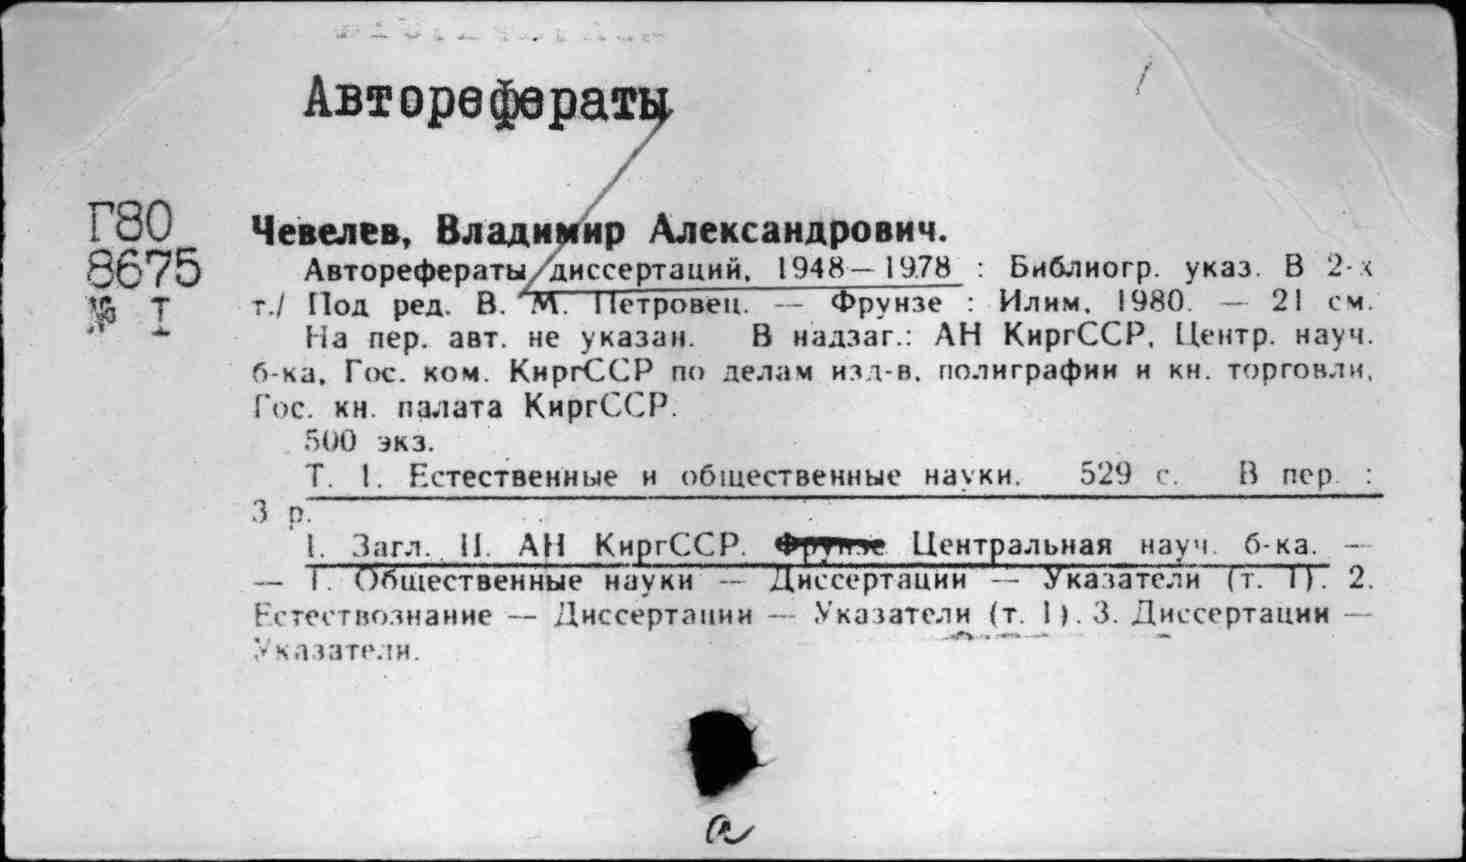 Авторефераты
Г80
8675
№ I
Чевелев, Владимир Александрович.
Авторефераты диссертаций, 1948—1978 : Библиогр. указ. В 2-х
т./ Под ред. В. М. Петровец. — Фрунзе : Илим, 1980. — 21 см.
На пер. авт. не указан. В надзаг.: АН КиргССР, Центр. науч.
б-ка, Гос. ком. КиргССР по делам изд-в, полиграфии и кн. торговли,
Гос. кн. палата КиргССР.
500 экз.
Т. 1. Естественные и общественные науки. 529 с. В пер. :
3 р.
I. Загл. II. АН КиргССР. Фрунзе Центральная науч. б-ка. —
— 1. Общественные науки — Диссертации — Указатели (т. 1). 2.
Естествознание — Диссертации — Указатели (т. 1). 3. Диссертации —
Указатели.